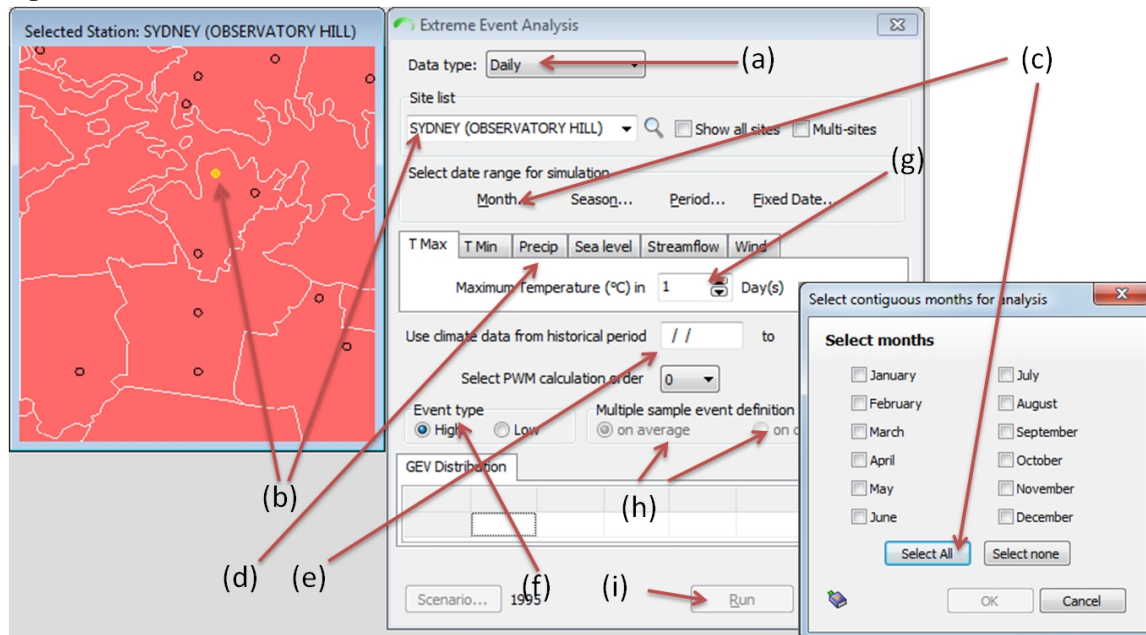 Selected Station: SYDNEY (OBSERVATORY HILL)
Extreme Event Analysis
Data type: Daily
(a)
(c)
Site list
SYDNEY (OBSERVATORY HILL)
Show all sites
Multi-sites
Select date range for simulation
(g)
Month...
Season...
Period...
Fixed Date...
T Max
T Min
Precip
Sea level
Streamflow
Wind
Maximum Temperature (°C) in 1 Day(s)
Use climate data from historical period / / to
Select PWM calculation order 0
Event type
High
Low
Multiple sample event definition
on average
on
GEV Distribution
(b)
(h)
(d)
(e)
(f)
(i)
Scenario...
1995
Run
Select contiguous months for analysis
Select months
January
July
February
August
March
September
April
October
May
November
June
December
Select All
Select none
OK
Cancel